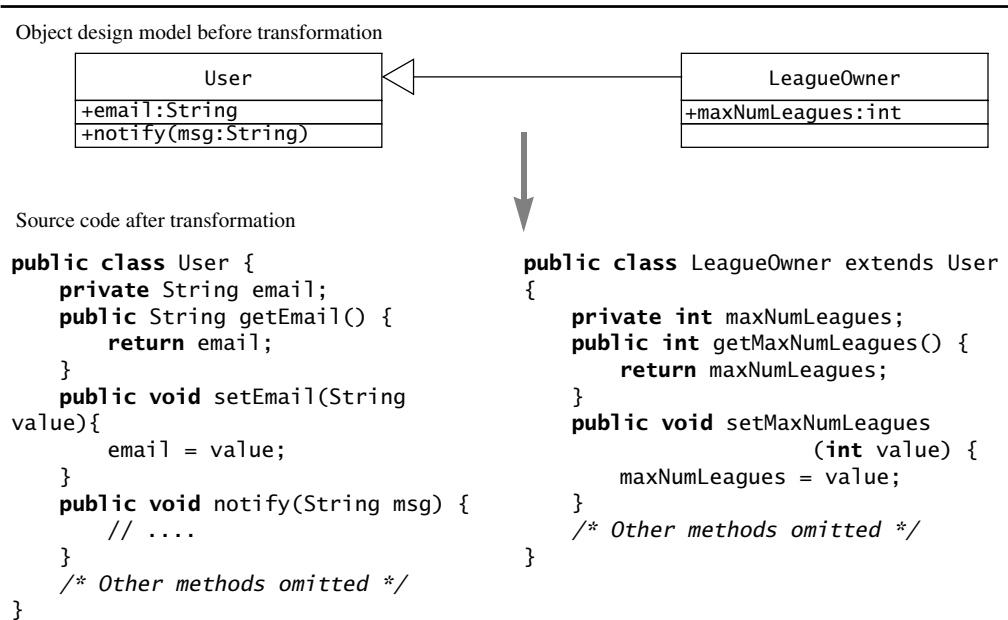 Object design model before transformation
User
+email:String
+notify(msg:String)
LeagueOwner
+maxNumLeagues:int
Source code after transformation
public class User {
    private String email;
    public String getEmail() {
        return email;
    }
    public void setEmail(String
value){
        email = value;
    }
    public void notify(String msg) {
        // ....
    }
    /* Other methods omitted */
}
public class LeagueOwner extends User
{
    private int maxNumLeagues;
    public int getMaxNumLeagues() {
        return maxNumLeagues;
    }
    public void setMaxNumLeagues
                    (int value) {
        maxNumLeagues = value;
    }
    /* Other methods omitted */
}